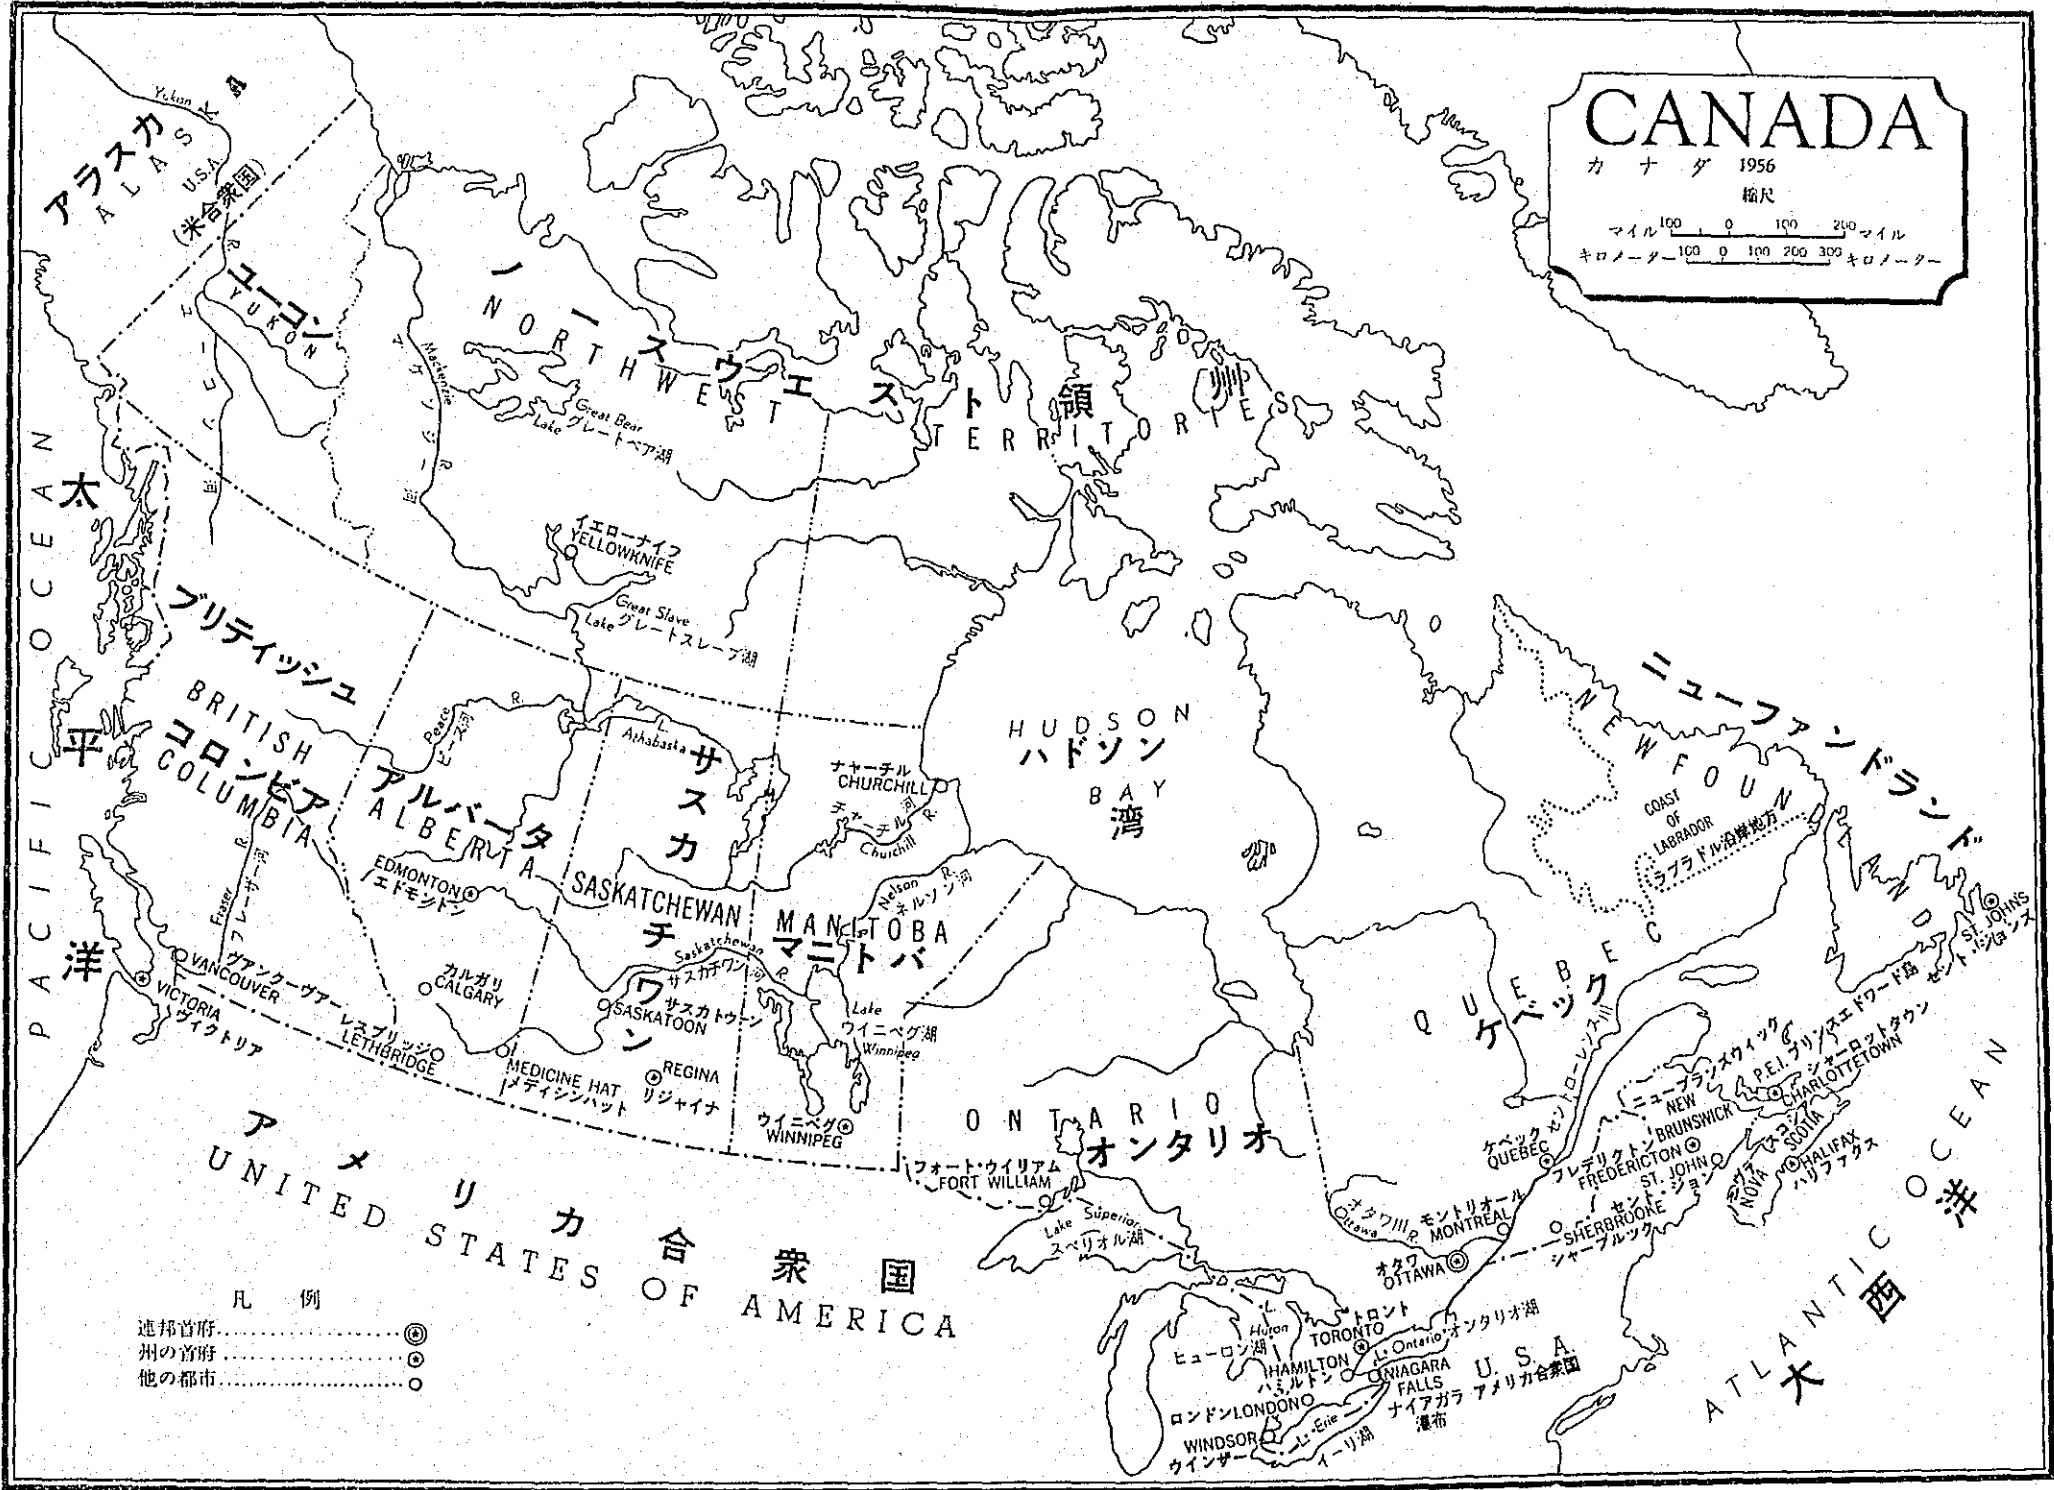 CANADA
カナダ 1956
縮尺
マイル 100 0 100 200 マイル
キロメーター 100 0 100 200 300 キロメーター
Yukon
アラスカ
ALASKA
U.S.A.
(米合衆国)
R.
ユーコン
YUKON
ユーコン河
Mackenzie R.
マケンジー河
ノースウエスト領
NORTHWEST TERRITORIES
Great Bear Lake
グレートベア湖
イエローナイフ
YELLOWKNIFE
Great Slave Lake
グレートスレーブ湖
PACIFIC OCEAN
太平洋
ブリティッシュ
BRITISH
コロンビア
COLUMBIA
Peace R.
ピース河
L. Athabaska
アルバータ
ALBERTA
サスカチワン
SASKATCHEWAN
チャーチル
CHURCHILL
チャーチル河
Churchill R.
HUDSON
ハドソン
BAY
湾
Nelson R.
ネルソン河
MANITOBA
マニトバ
EDMONTON
エドモントン
Fraser R.
フレーザー河
ヴァンクーヴァー
VANCOUVER
VICTORIA
ヴィクトリア
カルガリ
CALGARY
レスブリッジ
LETHBRIDGE
MEDICINE HAT
メディシンハット
Saskatchewan R.
サスカチワン河
サスカトゥーン
SASKATOON
REGINA
リジャイナ
Lake
ウイニペグ湖
Winnipeg
ウイニペグ
WINNIPEG
ニューファンドランド
NEWFOUNDLAND
COAST
OF
LABRADOR
ラブラドル沿岸地方
ST. JOHN'S
セント・ジョンズ
QUEBEC
ケベック
セントローレンス川
ONTARIO
オンタリオ
フォート・ウイリアム
FORT WILLIAM
Lake Superior
スペリオル湖
ケベック
QUEBEC
ニューブランズウィック
NEW
BRUNSWICK
P.E.I. プリンスエドワード島
シャーロットタウン
CHARLOTTETOWN
フレデリクトン
FREDERICTON
ST. JOHN
セント・ジョン
NOVA SCOTIA
HALIFAX
ハリファクス
SHERBROOKE
シャーブルック
オタワ川
Ottawa R.
モントリオール
MONTREAL
オタワ
OTTAWA
トロント
TORONTO
L. Huron
ヒューロン湖
L. Ontario オンタリオ湖
HAMILTON
ハミルトン
NIAGARA
FALLS
ナイアガラ
瀑布
ロンドン LONDON
WINDSOR
ウインザー
L. Erie
イーリ湖
U.S.A.
アメリカ合衆国
アメリカ合衆国
UNITED STATES OF AMERICA
ATLANTIC OCEAN
大西洋
凡例
連邦首府
州の首府
他の都市